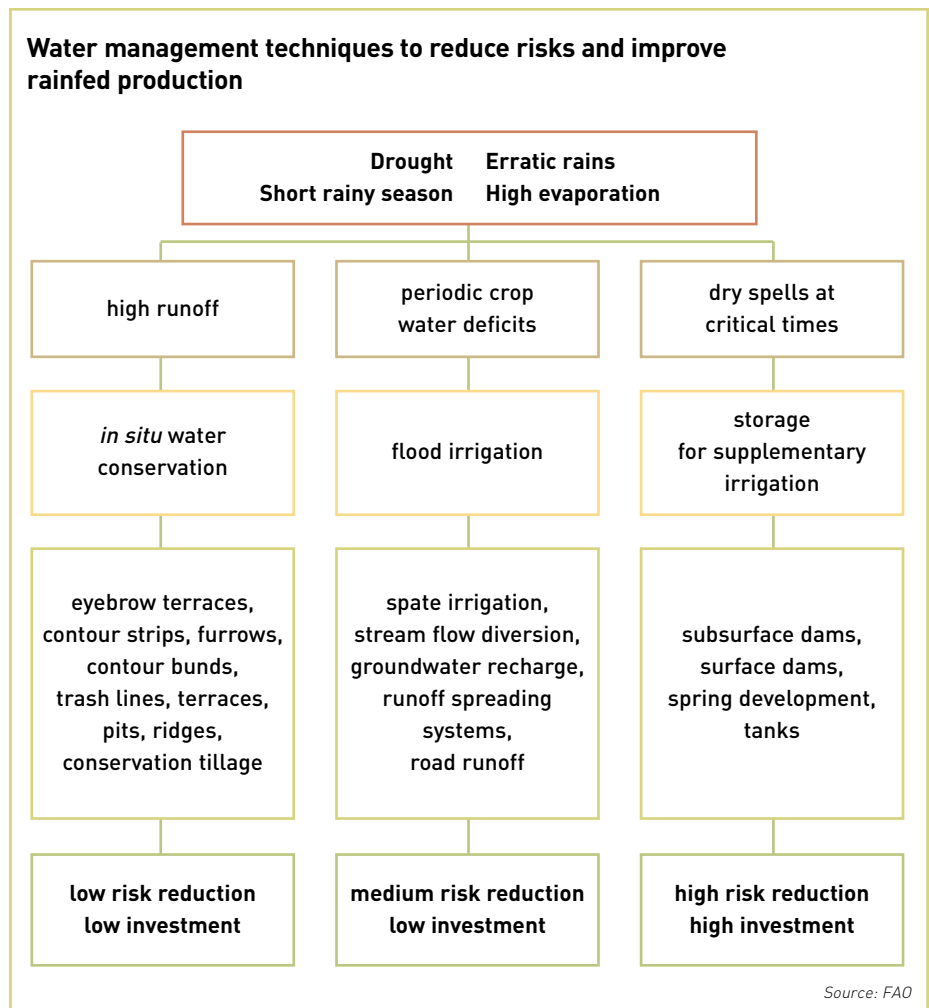 Water management techniques to reduce risks and improve
rainfed production
Drought Erratic rains
Short rainy season High evaporation
high runoff
periodic crop
water deficits
dry spells at
critical times
in situ water
conservation
flood irrigation
storage
for supplementary
irrigation
eyebrow terraces,
contour strips, furrows,
contour bunds,
trash lines, terraces,
pits, ridges,
conservation tillage
spate irrigation,
stream flow diversion,
groundwater recharge,
runoff spreading
systems,
road runoff
subsurface dams,
surface dams,
spring development,
tanks
low risk reduction
low investment
medium risk reduction
low investment
high risk reduction
high investment
Source: FAO